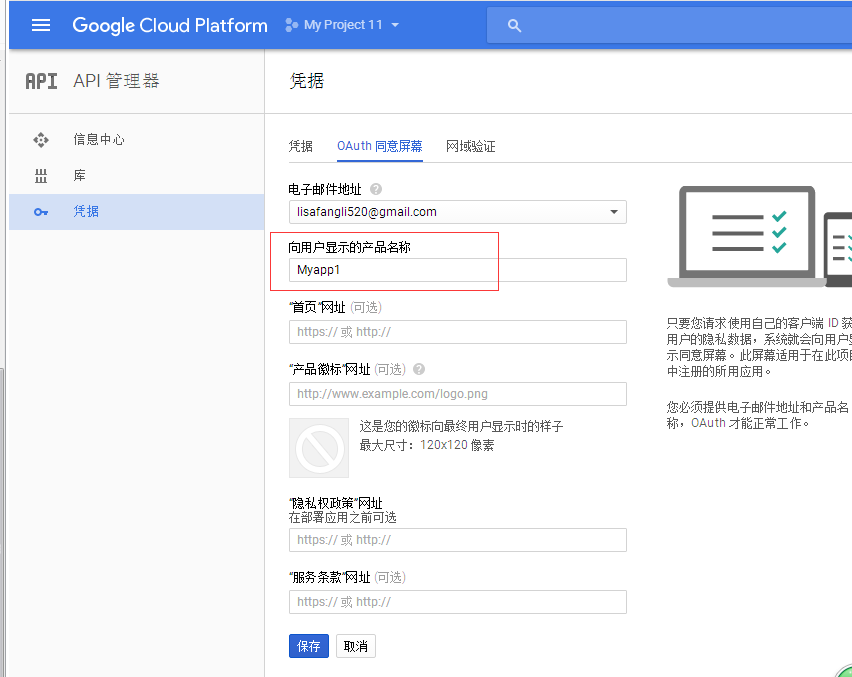 Google Cloud Platform My Project 11
API API 管理器
信息中心
库
凭据
凭据
凭据 OAuth 同意屏幕 网域验证
电子邮件地址 ?
lisafangli520@gmail.com
向用户显示的产品名称
Myapp1
“首页”网址 (可选)
https:// 或 http://
“产品徽标”网址 (可选) ?
http://www.example.com/logo.png
这是您的徽标向最终用户显示时的样子
最大尺寸：120x120 像素
“隐私权政策”网址
在部署应用之前可选
https:// 或 http://
“服务条款”网址 (可选)
https:// 或 http://
保存 取消
只要您请求使用自己的客户端 ID 获
用户的隐私数据，系统就会向用户显
示同意屏幕。此屏幕适用于在此项目
中注册的所用应用。
您必须提供电子邮件地址和产品名
称，OAuth 才能正常工作。